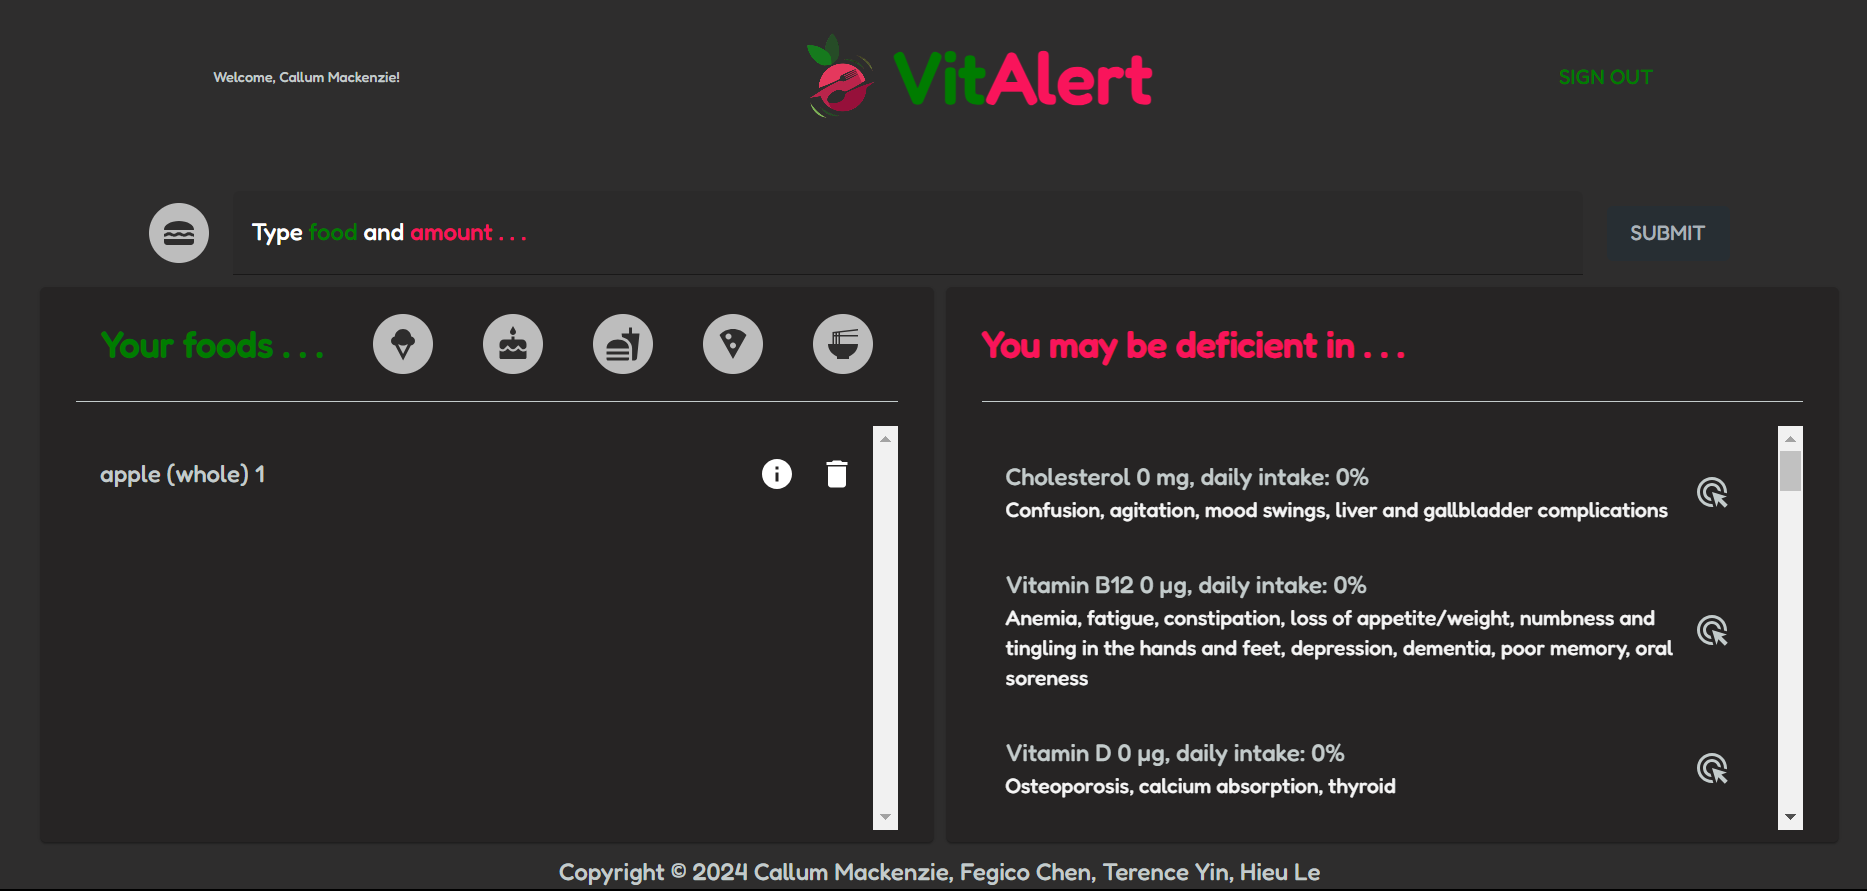 Welcome, Callum Mackenzie!
VitAlert
SIGN OUT
Type food and amount . . .
SUBMIT
Your foods . . .
apple (whole) 1
You may be deficient in . . .
Cholesterol 0 mg, daily intake: 0%
Confusion, agitation, mood swings, liver and gallbladder complications
Vitamin B12 0 µg, daily intake: 0%
Anemia, fatigue, constipation, loss of appetite/weight, numbness and
tingling in the hands and feet, depression, dementia, poor memory, oral
soreness
Vitamin D 0 µg, daily intake: 0%
Osteoporosis, calcium absorption, thyroid
Copyright © 2024 Callum Mackenzie, Fegico Chen, Terence Yin, Hieu Le